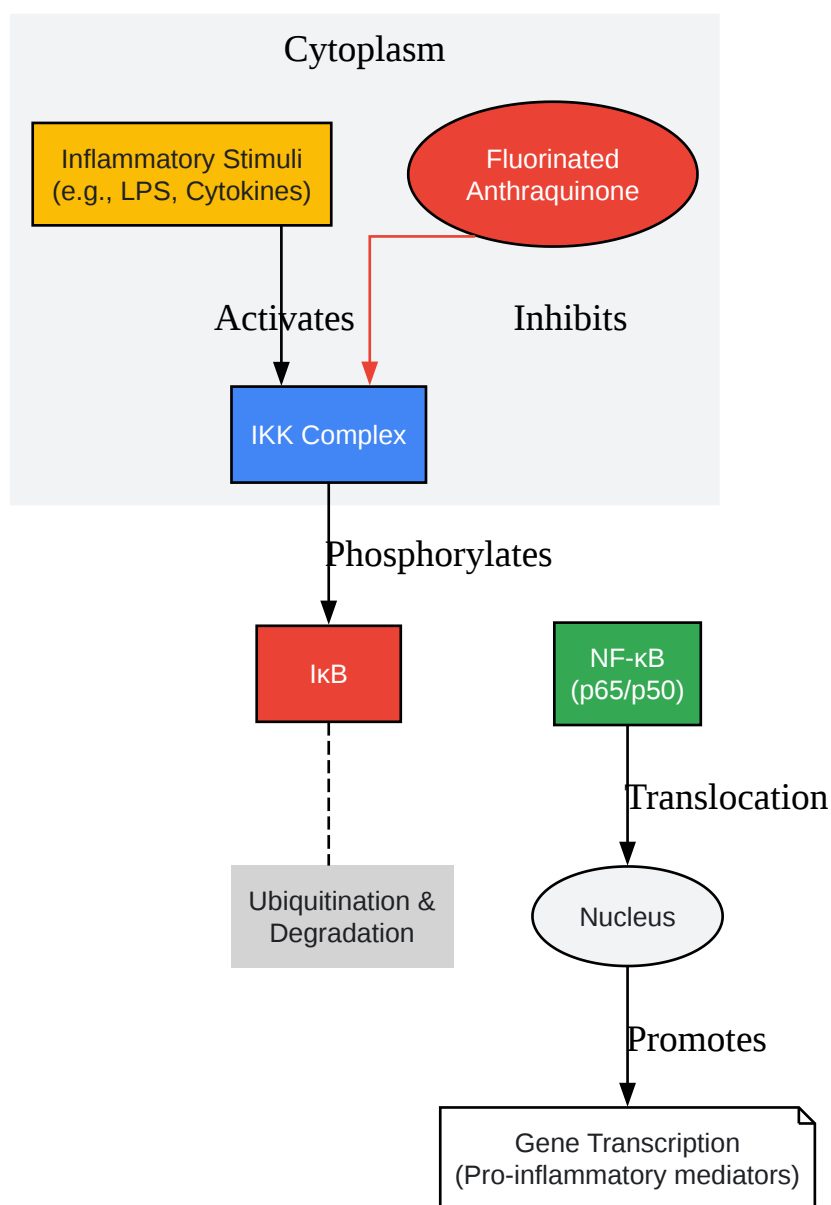 Cytoplasm
Inflammatory Stimuli
(e.g., LPS, Cytokines)
Fluorinated
Anthraquinone
Activates
Inhibits
IKK Complex
Phosphorylates
IκB
NF-κB
(p65/p50)
Translocation
Ubiquitination &
Degradation
Nucleus
Promotes
Gene Transcription
(Pro-inflammatory mediators)